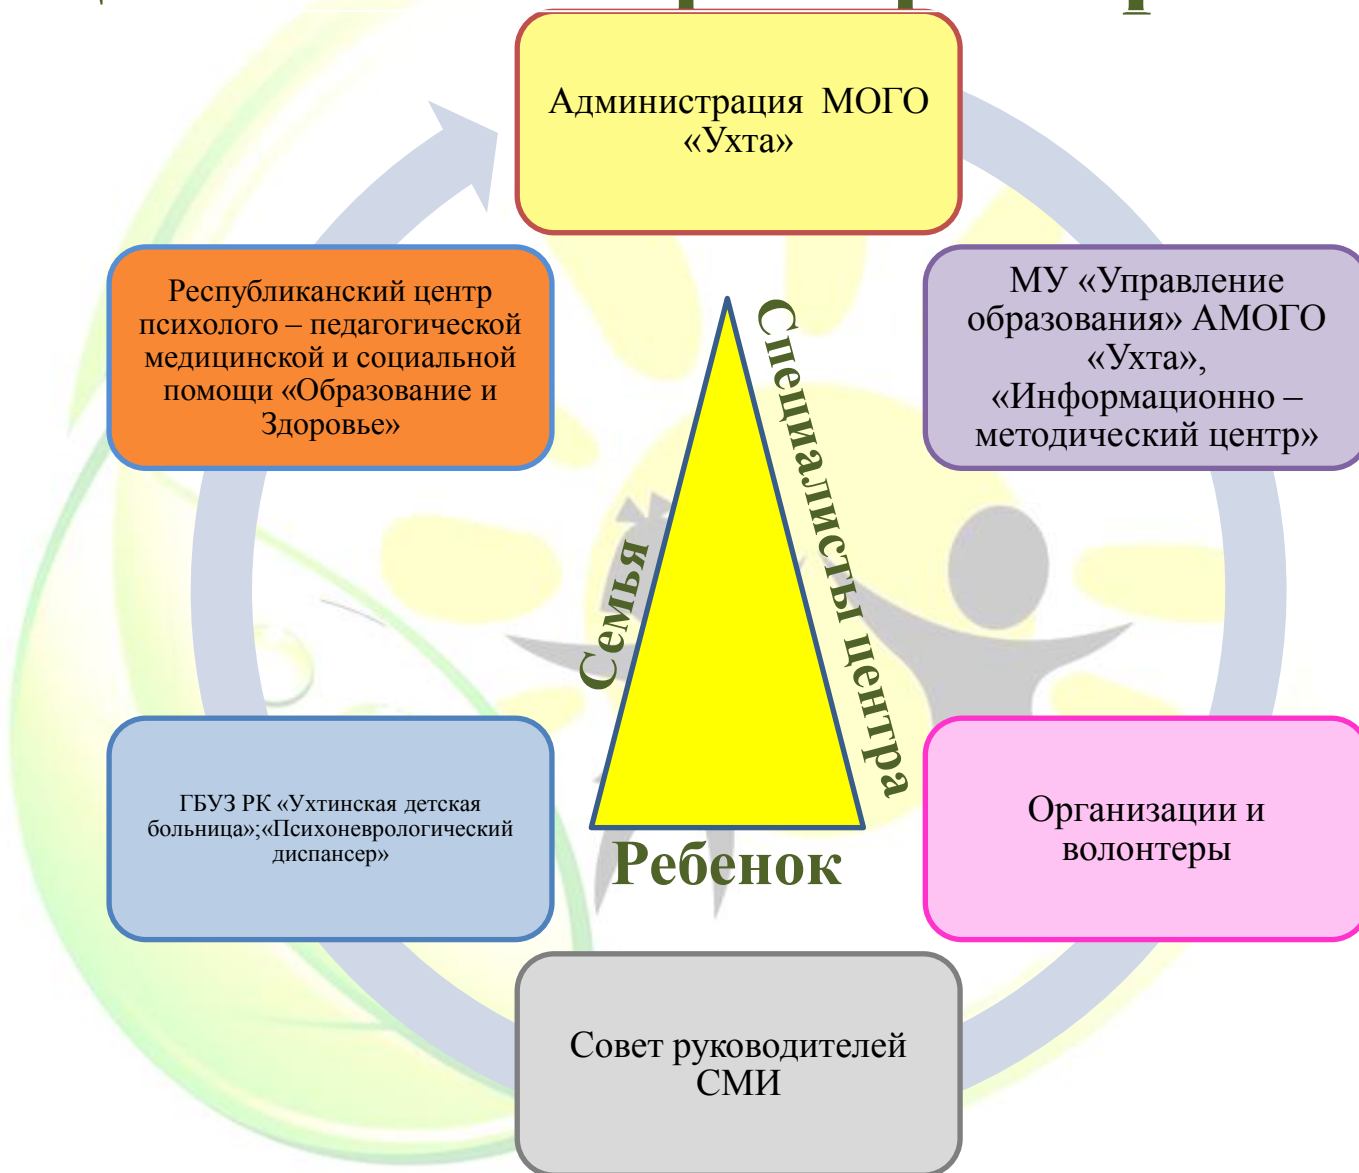 Администрация МОГО
«Ухта»
Республиканский центр
психолого – педагогической
медицинской и социальной
помощи «Образование и
Здоровье»
МУ «Управление
образования» АМОГО
«Ухта»,
«Информационно –
методический центр»
Семья
Специалисты центра
Ребенок
ГБУЗ РК «Ухтинская детская
больница»;«Психоневрологический
диспансер»
Организации и
волонтеры
Совет руководителей
СМИ